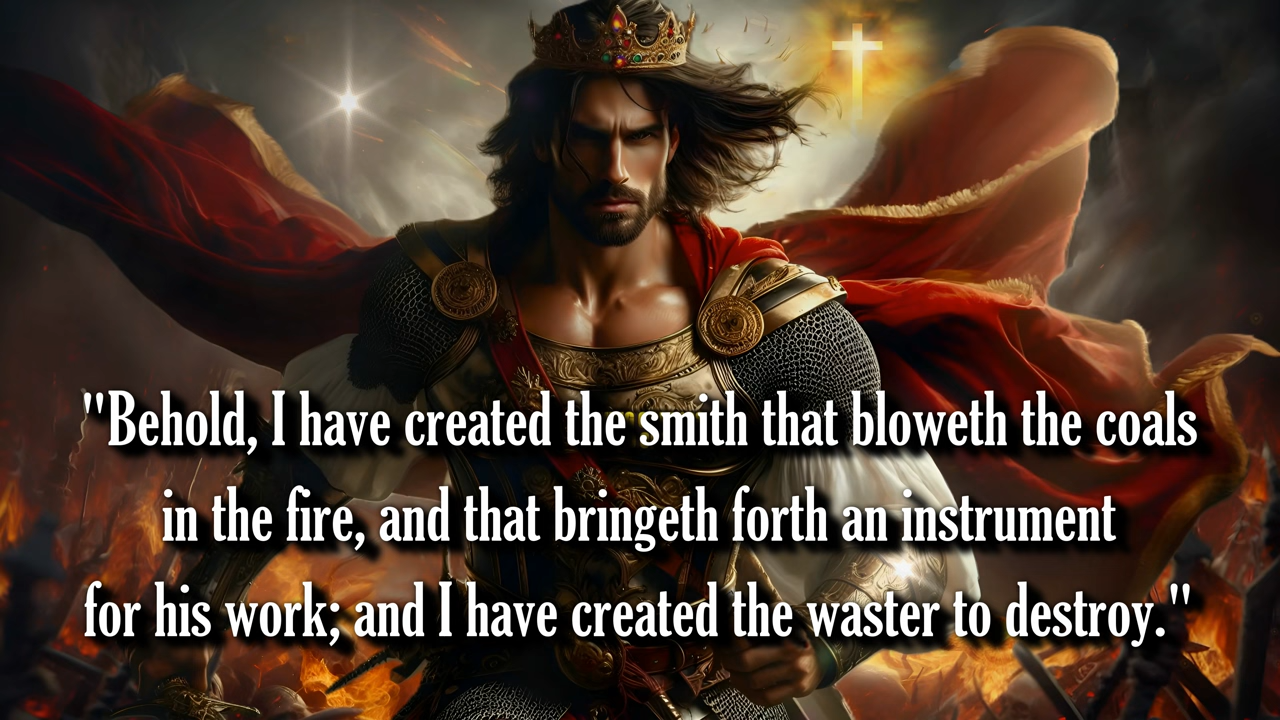 "Behold, I have created the smith that bloweth the coals
in the fire, and that bringeth forth an instrument
for his work; and I have created the waster to destroy."